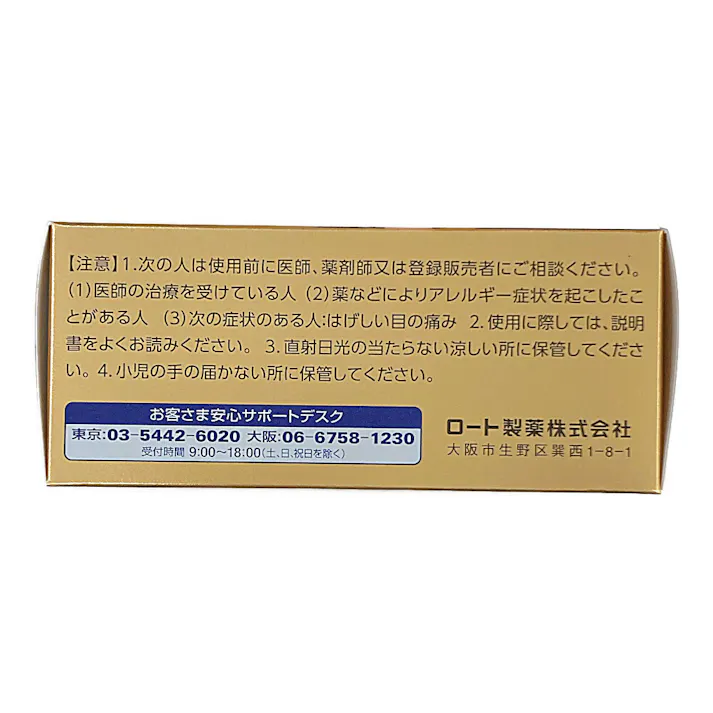 【注意】1.次の人は使用前に医師、薬剤師又は登録販売者にご相談ください。
(1)医師の治療を受けている人 (2)薬などによりアレルギー症状を起こしたこ
とがある人 (3)次の症状のある人:はげしい目の痛み 2.使用に際しては、説明
書をよくお読みください。 3.直射日光の当たらない涼しい所に保管してくださ
い。 4.小児の手の届かない所に保管してください。
お客さま安心サポートデスク
東京:03-5442-6020 大阪:06-6758-1230
受付時間 9:00〜18:00(土、日、祝日を除く)
ロート製薬株式会社
大阪市生野区巽西1-8-1